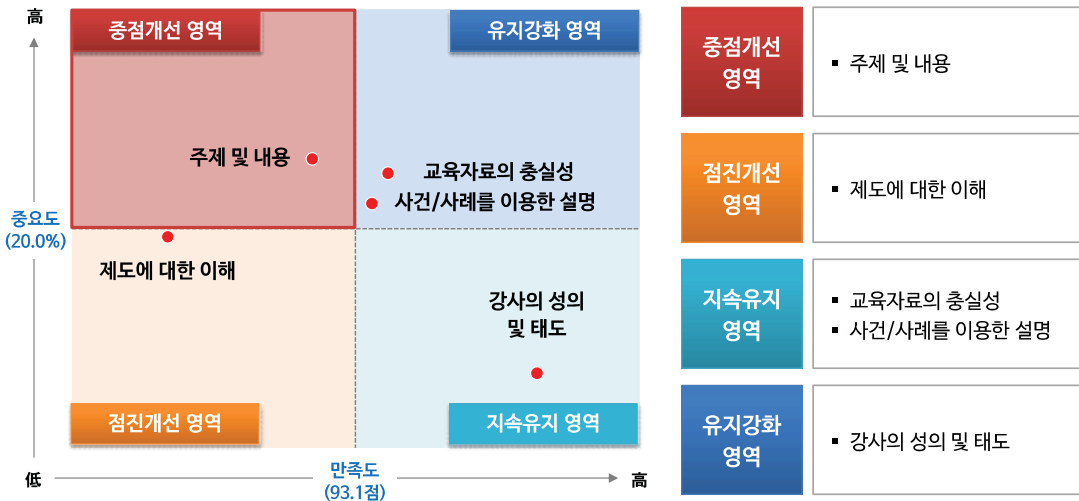 高
중점개선 영역
유지강화 영역
주제 및 내용
교육자료의 충실성
사건/사례를 이용한 설명
중요도
(20.0%)
제도에 대한 이해
강사의 성의
및 태도
점진개선 영역
지속유지 영역
低
만족도
(93.1점)
高
중점개선
영역
▪ 주제 및 내용
점진개선
영역
▪ 제도에 대한 이해
지속유지
영역
▪ 교육자료의 충실성
▪ 사건/사례를 이용한 설명
유지강화
영역
▪ 강사의 성의 및 태도